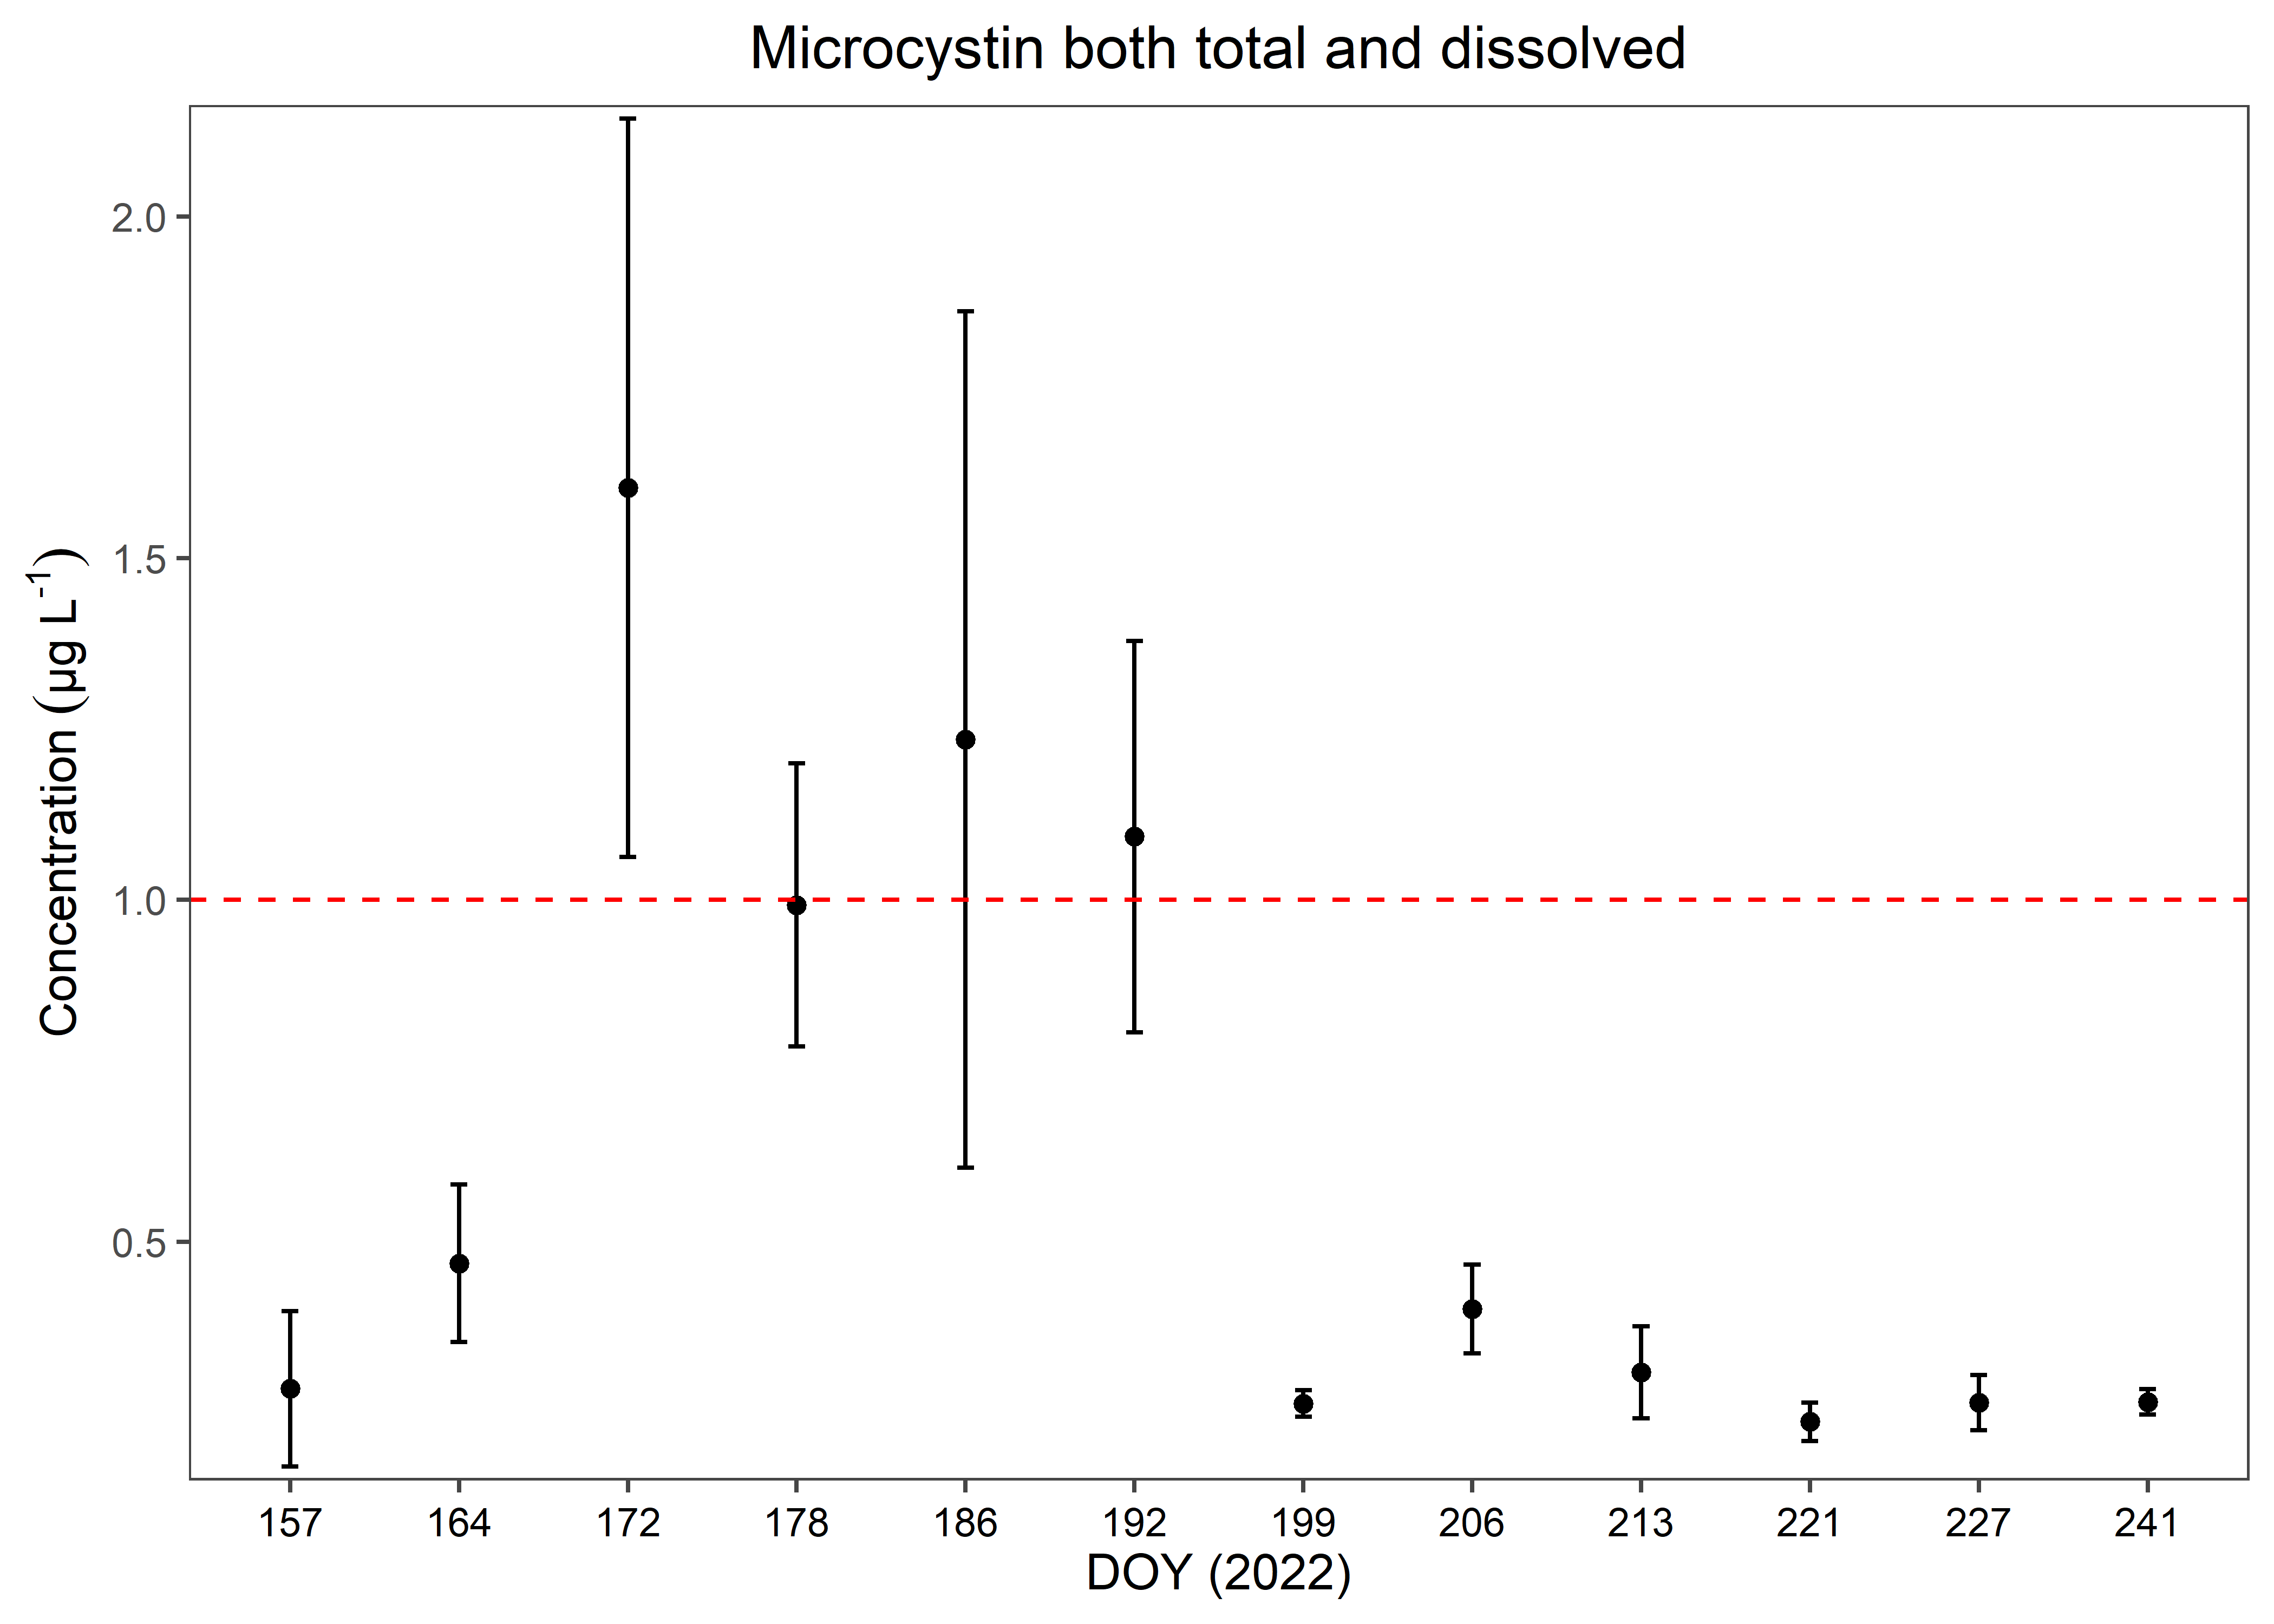 Microcystin both total and dissolved
Concentration (µg L⁻¹)
2.0
1.5
1.0
0.5
157 164 172 178 186 192 199 206 213 221 227 241
DOY (2022)